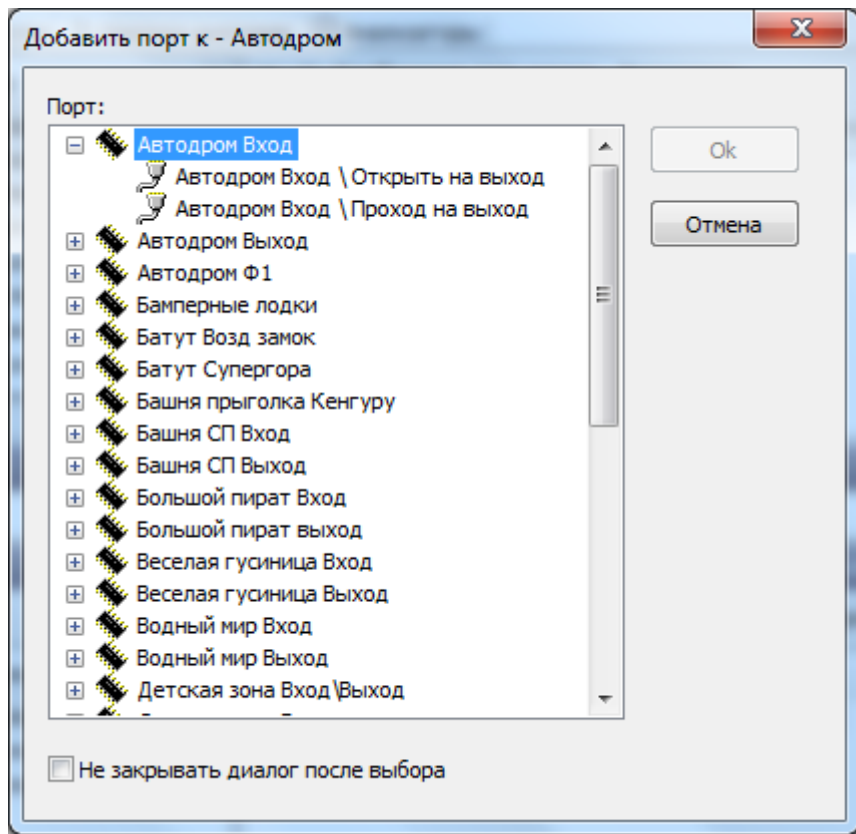 Добавить порт к - Автодром
Порт:
Автодром Вход
Автодром Вход \Открыть на выход
Автодром Вход \Проход на выход
Автодром Выход
Автодром Ф1
Бамперные лодки
Батут Возд замок
Батут Супергора
Башня прыголка Кенгуру
Башня СП Вход
Башня СП Выход
Большой пират Вход
Большой пират выход
Веселая гусиница Вход
Веселая гусиница Выход
Водный мир Вход
Водный мир Выход
Детская зона Вход\Выход
Ok
Отмена
Не закрывать диалог после выбора